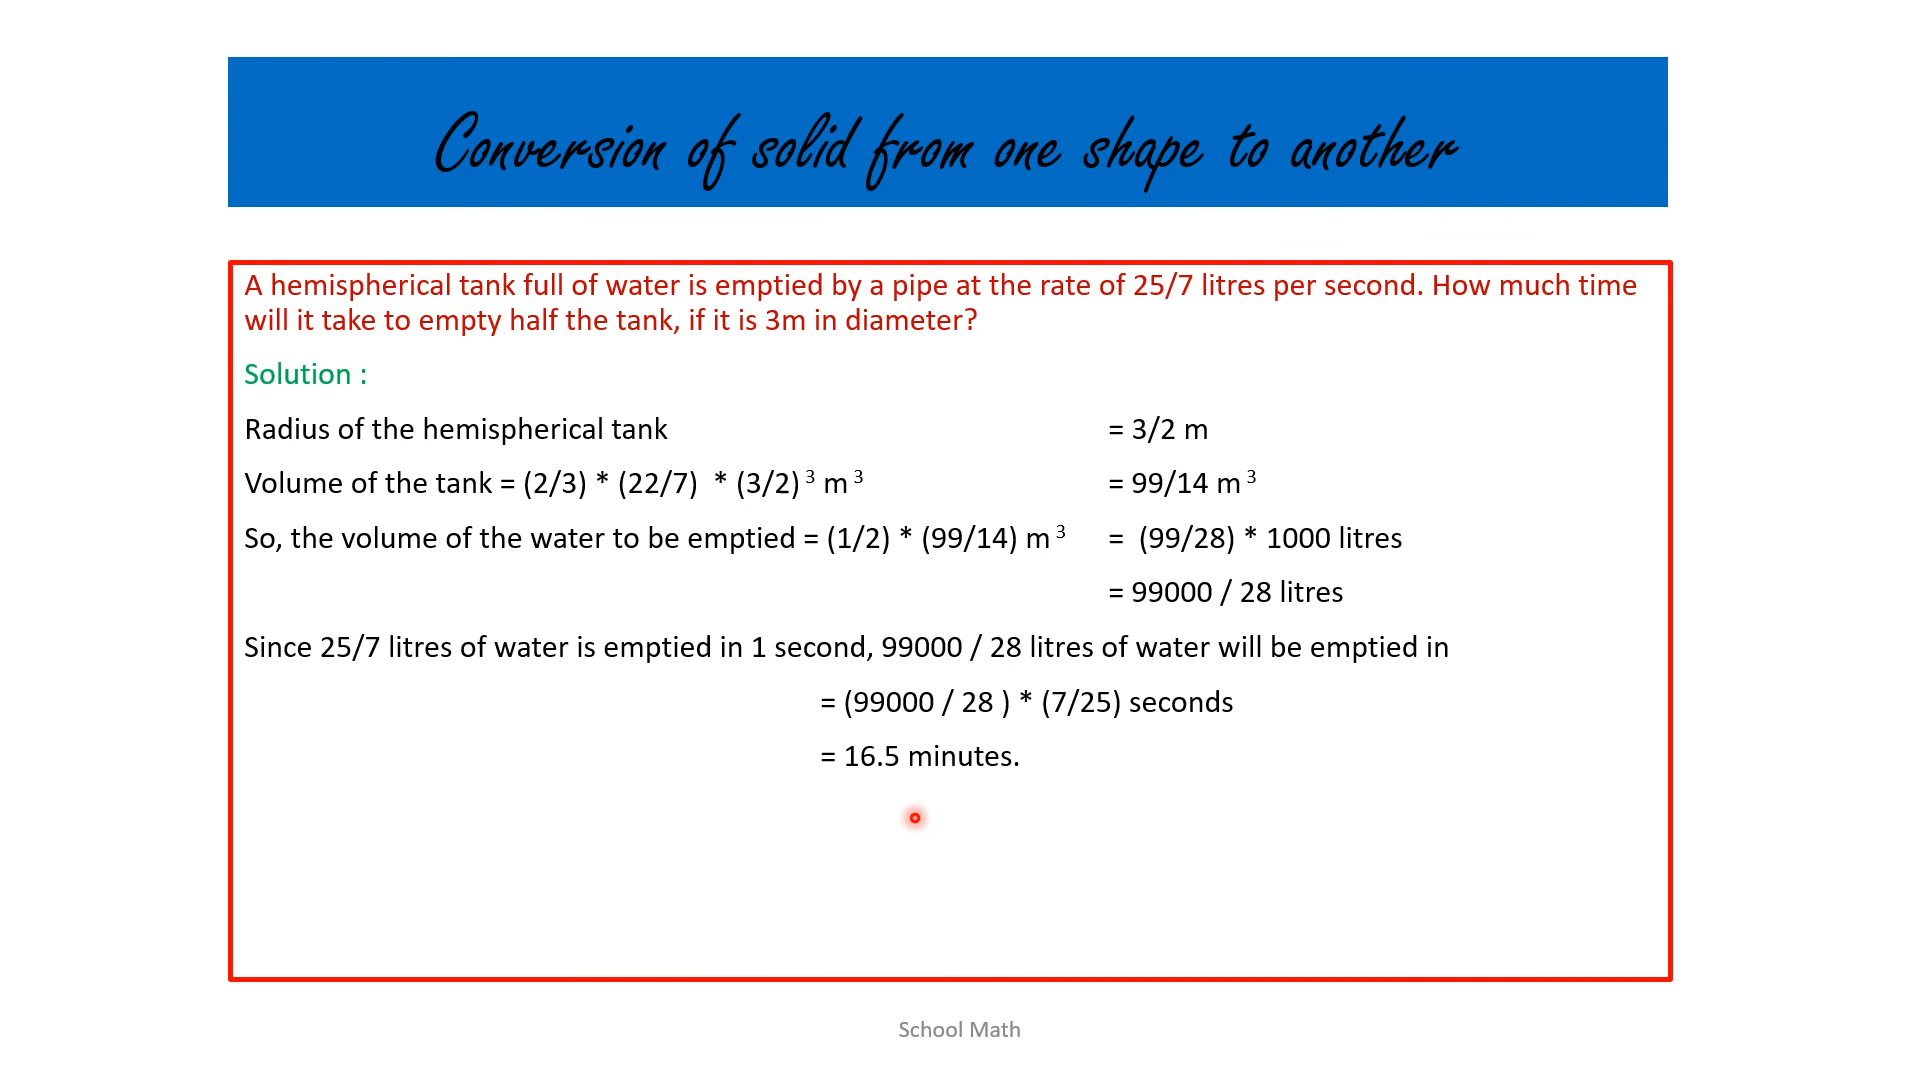 Conversion of solid from one shape to another
A hemispherical tank full of water is emptied by a pipe at the rate of 25/7 litres per second. How much time
will it take to empty half the tank, if it is 3m in diameter?
Solution :
Radius of the hemispherical tank = 3/2 m
Volume of the tank = (2/3) * (22/7) * (3/2)³ m³ = 99/14 m³
So, the volume of the water to be emptied = (1/2) * (99/14) m³ = (99/28) * 1000 litres
= 99000 / 28 litres
Since 25/7 litres of water is emptied in 1 second, 99000 / 28 litres of water will be emptied in
= (99000 / 28 ) * (7/25) seconds
= 16.5 minutes.
School Math